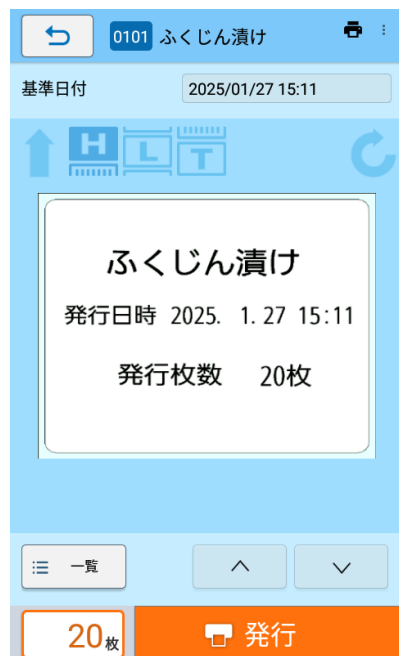 0101 ふくじん漬け
基準日付 2025/01/27 15:11
H L T
ふくじん漬け
発行日時 2025. 1.27 15:11
発行枚数 20枚
一覧
20枚 発行